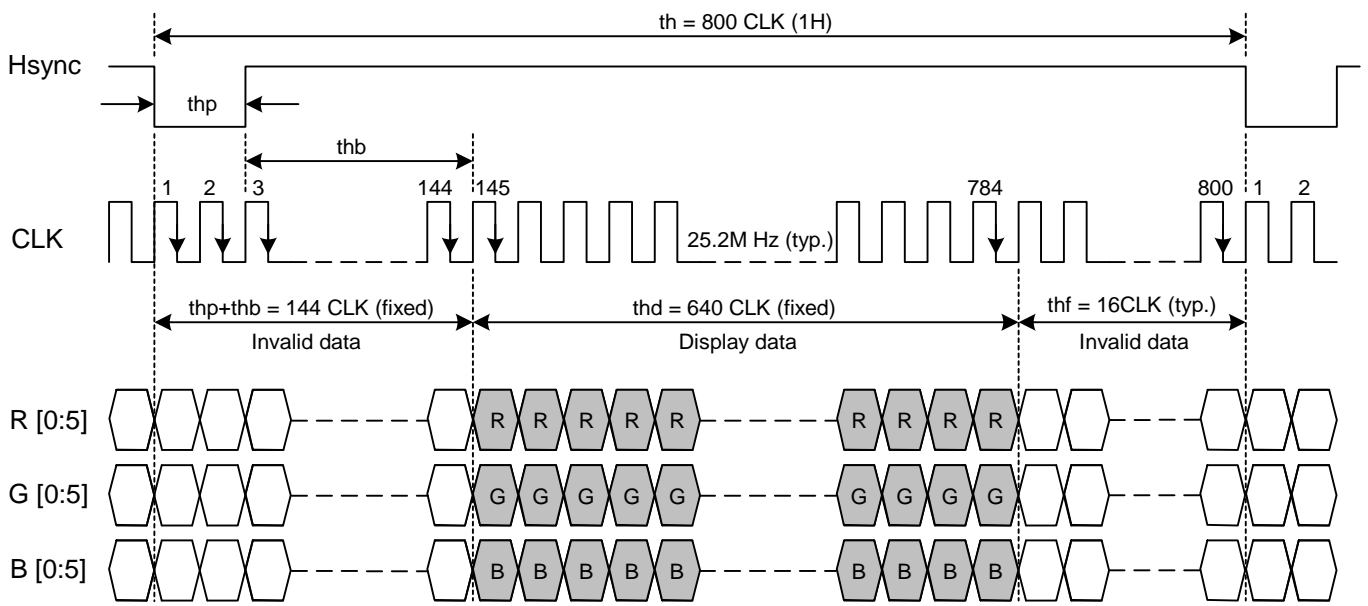 th = 800 CLK (1H)
Hsync
thp
thb
1 2 3 144 145 784 800 1 2
CLK
25.2M Hz (typ.)
thp+thb = 144 CLK (fixed) thd = 640 CLK (fixed) thf = 16CLK (typ.)
Invalid data Display data Invalid data
R [0:5] R R R R R R R R R
G [0:5] G G G G G G G G G
B [0:5] B B B B B B B B B